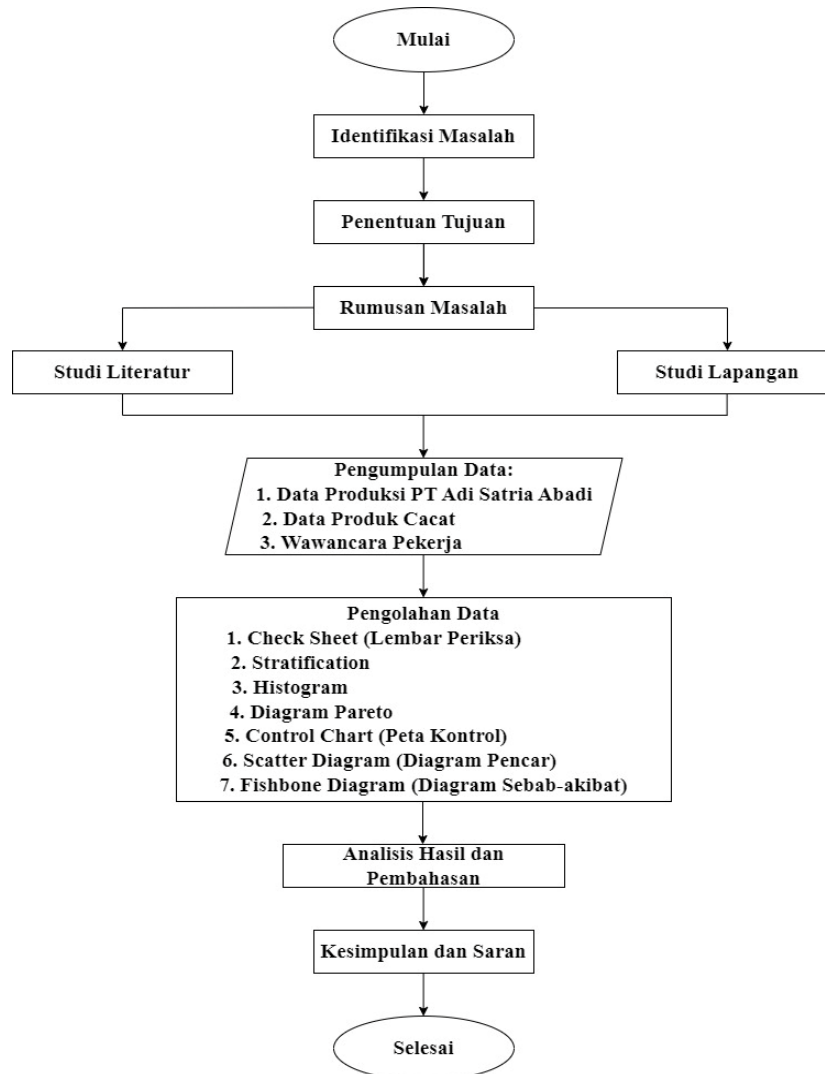 Mulai
Identifikasi Masalah
Penentuan Tujuan
Rumusan Masalah
Studi Literatur
Studi Lapangan
Pengumpulan Data:
1. Data Produksi PT Adi Satria Abadi
2. Data Produk Cacat
3. Wawancara Pekerja
Pengolahan Data
1. Check Sheet (Lembar Periksa)
2. Stratification
3. Histogram
4. Diagram Pareto
5. Control Chart (Peta Kontrol)
6. Scatter Diagram (Diagram Pencar)
7. Fishbone Diagram (Diagram Sebab-akibat)
Analisis Hasil dan
Pembahasan
Kesimpulan dan Saran
Selesai